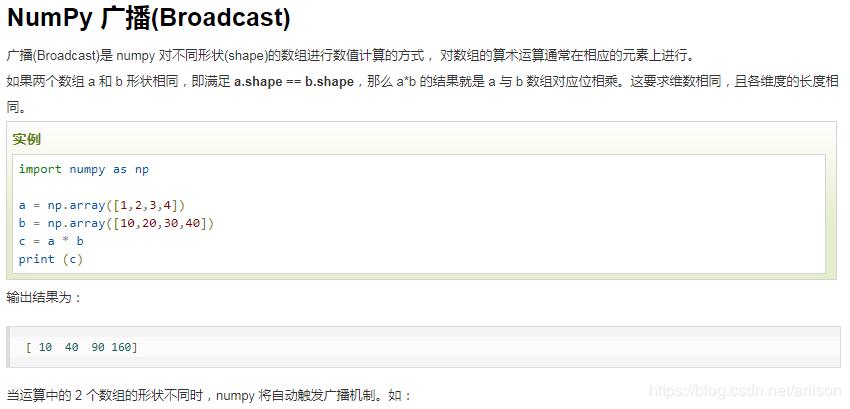 NumPy 广播(Broadcast)
广播(Broadcast)是 numpy 对不同形状(shape)的数组进行数值计算的方式， 对数组的算术运算通常在相应的元素上进行。
如果两个数组 a 和 b 形状相同，即满足 a.shape == b.shape，那么 a*b 的结果就是 a 与 b 数组对应位相乘。这要求维数相同，且各维度的长度相
同。
实例
import numpy as np
a = np.array([1,2,3,4])
b = np.array([10,20,30,40])
c = a * b
print (c)
输出结果为：
[ 10  40  90 160]
当运算中的 2 个数组的形状不同时，numpy 将自动触发广播机制。如：
https://blog.csdn.net/arlison